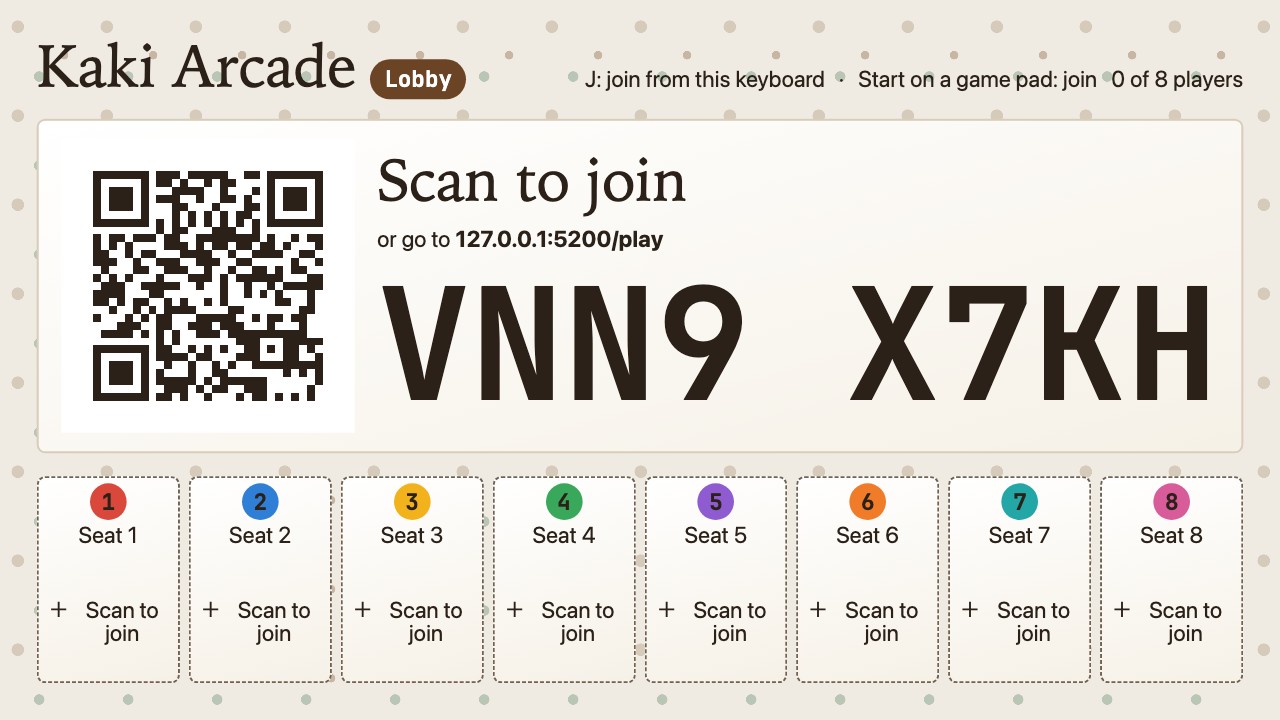 Kaki Arcade Lobby J: join from this keyboard · Start on a game pad: join 0 of 8 players
Scan to join
or go to 127.0.0.1:5200/play
VNN9 X7KH
1 2 3 4 5 6 7 8
Seat 1 Seat 2 Seat 3 Seat 4 Seat 5 Seat 6 Seat 7 Seat 8
+ Scan to + Scan to + Scan to + Scan to + Scan to + Scan to + Scan to + Scan to
join join join join join join join join